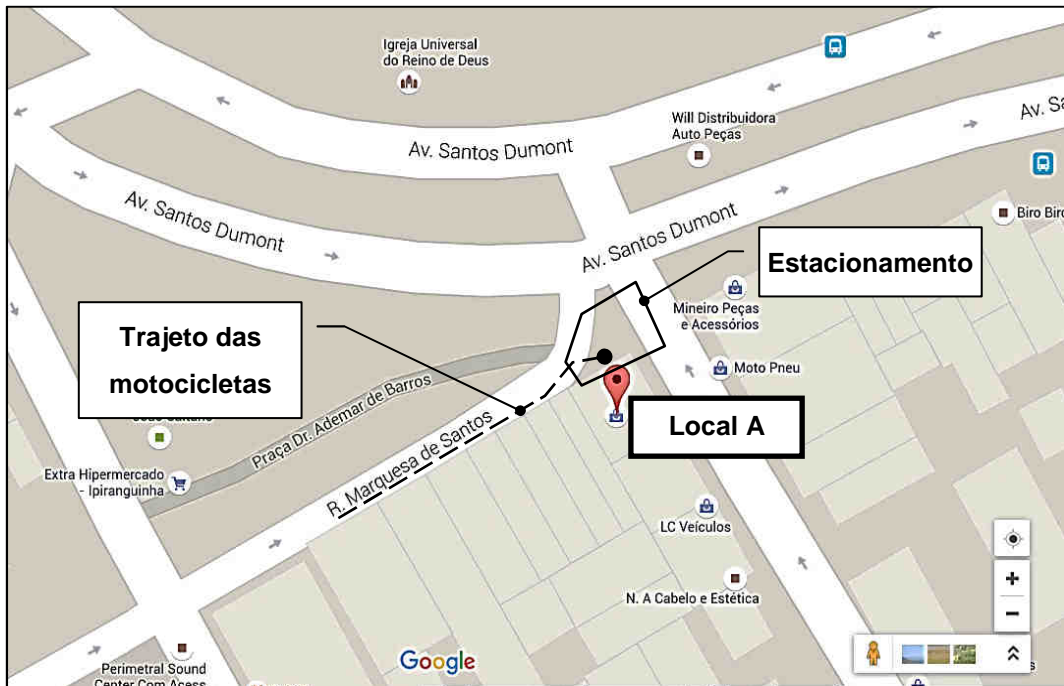 Igreja Universal
do Reino de Deus
Will Distribuidora
Auto Peças
Av. Santos Dumont
Av. Sa
Av. Santos Dumont
Av. Santos Dumont
Biro Biro
Estacionamento
Mineiro Peças
e Acessórios
Trajeto das
motocicletas
Moto Pneu
Praça Dr. Ademar de Barros
Local A
R. Marquesa de Santos
Extra Hipermercado
- Ipiranguinha
LC Veículos
N. A Cabelo e Estética
Google
Perimetral Sound
Center Com Acess